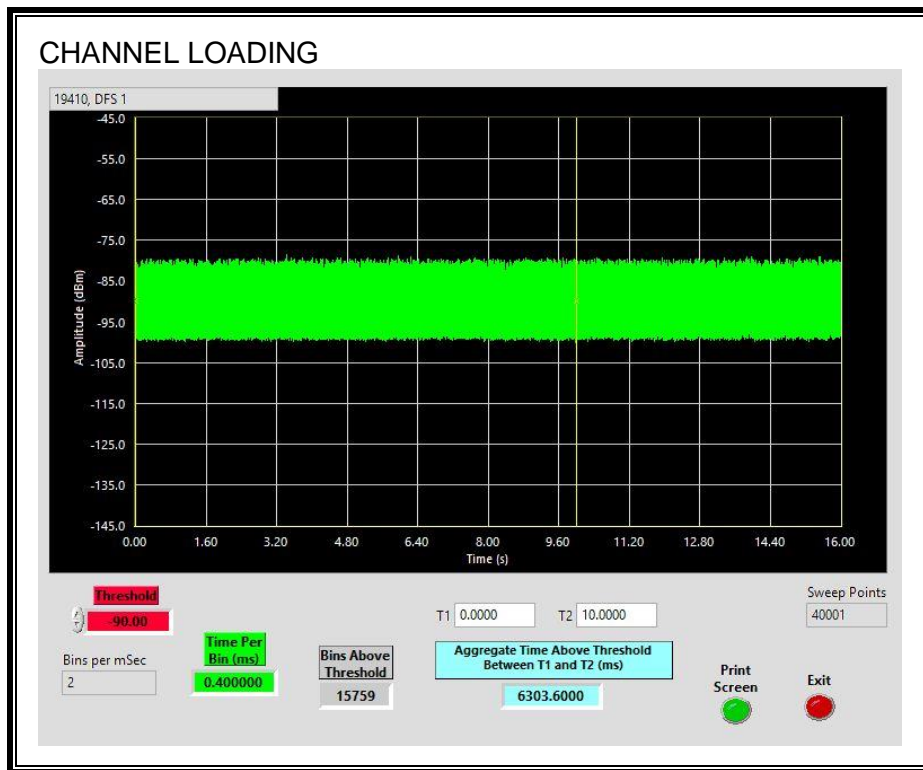 CHANNEL LOADING
19410, DFS 1
-45.0
-55.0
-65.0
-75.0
-85.0
-95.0
-105.0
-115.0
-125.0
-135.0
-145.0
Amplitude (dBm)
0.00 1.60 3.20 4.80 6.40 8.00 9.60 11.20 12.80 14.40 16.00
Time (s)
Threshold
-90.00
Bins per mSec
2
Time Per
Bin (ms)
0.400000
Bins Above
Threshold
15759
T1 0.0000 T2 10.0000
Aggregate Time Above Threshold
Between T1 and T2 (ms)
6303.6000
Sweep Points
40001
Print
Screen
Exit